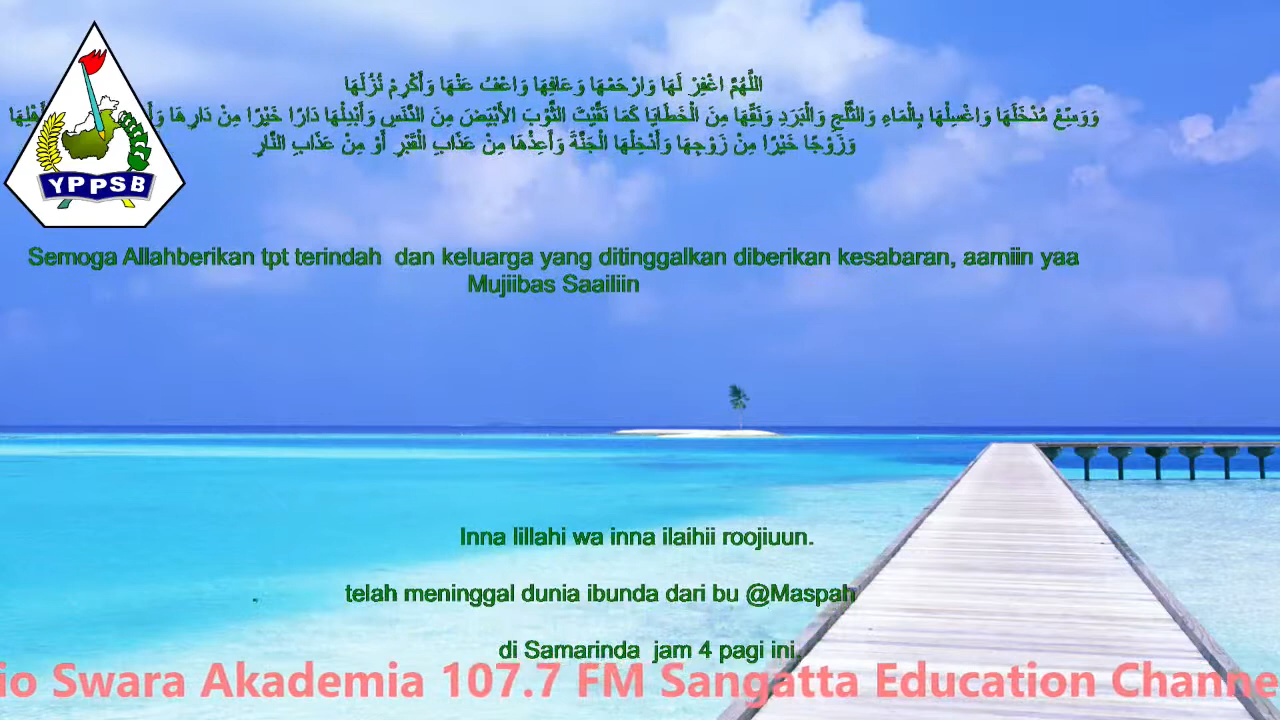 اللَّهُمَّ اغْفِرْ لَهَا وَارْحَمْهَا وَعَافِهَا وَاعْفُ عَنْهَا وَأَكْرِمْ نُزُلَهَا
وَوَسِّعْ مُدْخَلَهَا وَاغْسِلْهَا بِالْمَاءِ وَالثَّلْجِ وَالْبَرَدِ وَنَقِّهَا مِنَ الْخَطَايَا كَمَا نَقَّيْتَ الثَّوْبَ الأَبْيَضَ مِنَ الدَّنَسِ وَأَبْدِلْهَا دَارًا خَيْرًا مِنْ دَارِهَا
وَزَوْجًا خَيْرًا مِنْ زَوْجِهَا وَأَدْخِلْهَا الْجَنَّةَ وَأَعِذْهَا مِنْ عَذَابِ الْقَبْرِ أَوْ مِنْ عَذَابِ النَّارِ
YPPSB
Semoga Allahberikan tpt terindah dan keluarga yang ditinggalkan diberikan kesabaran, aamiin yaa
Mujiibas Saailiin
Inna lillahi wa inna ilaihii roojiuun.
telah meninggal dunia ibunda dari bu @Maspah
di Samarinda jam 4 pagi ini.
io Swara Akademia 107.7 FM Sangatta Education Channe